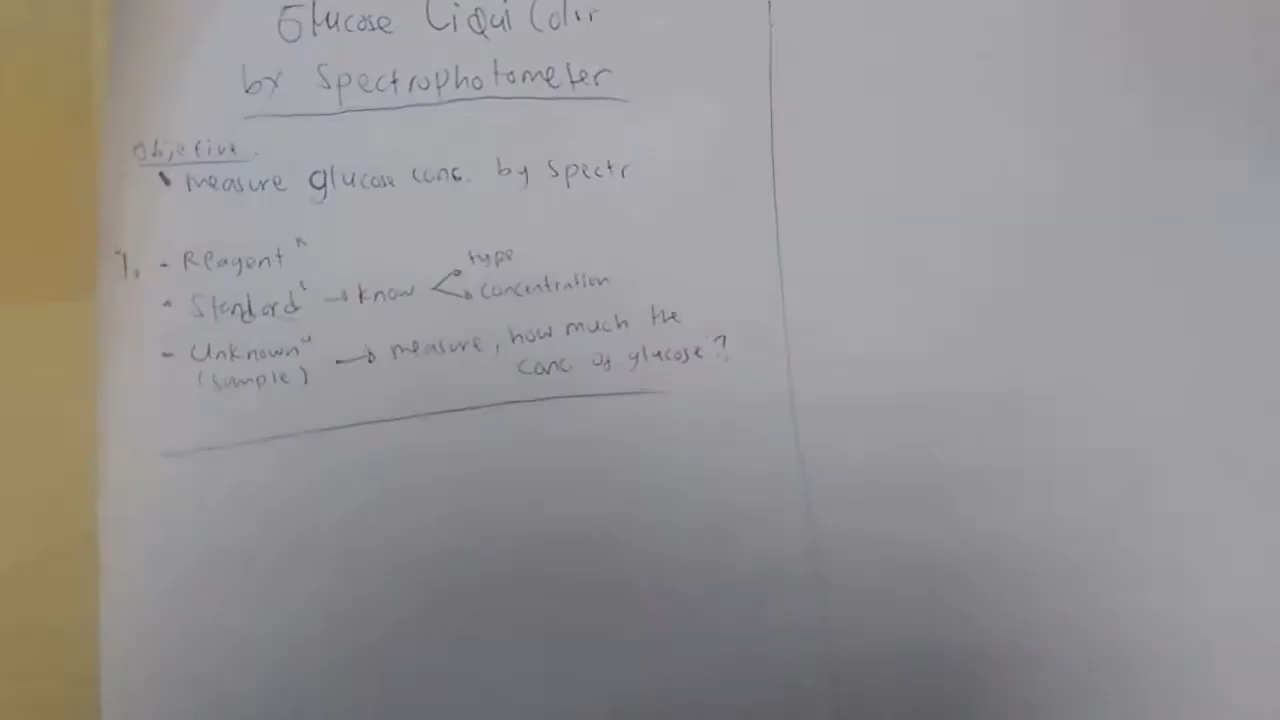 Glucose Liqui Color
by Spectrophotometer
Objective.
measure glucose conc. by spectr
1. - Reagent"
- Standard' → know < type
concentration
- Unknown" → measure, how much the
(sample) conc of glucose?